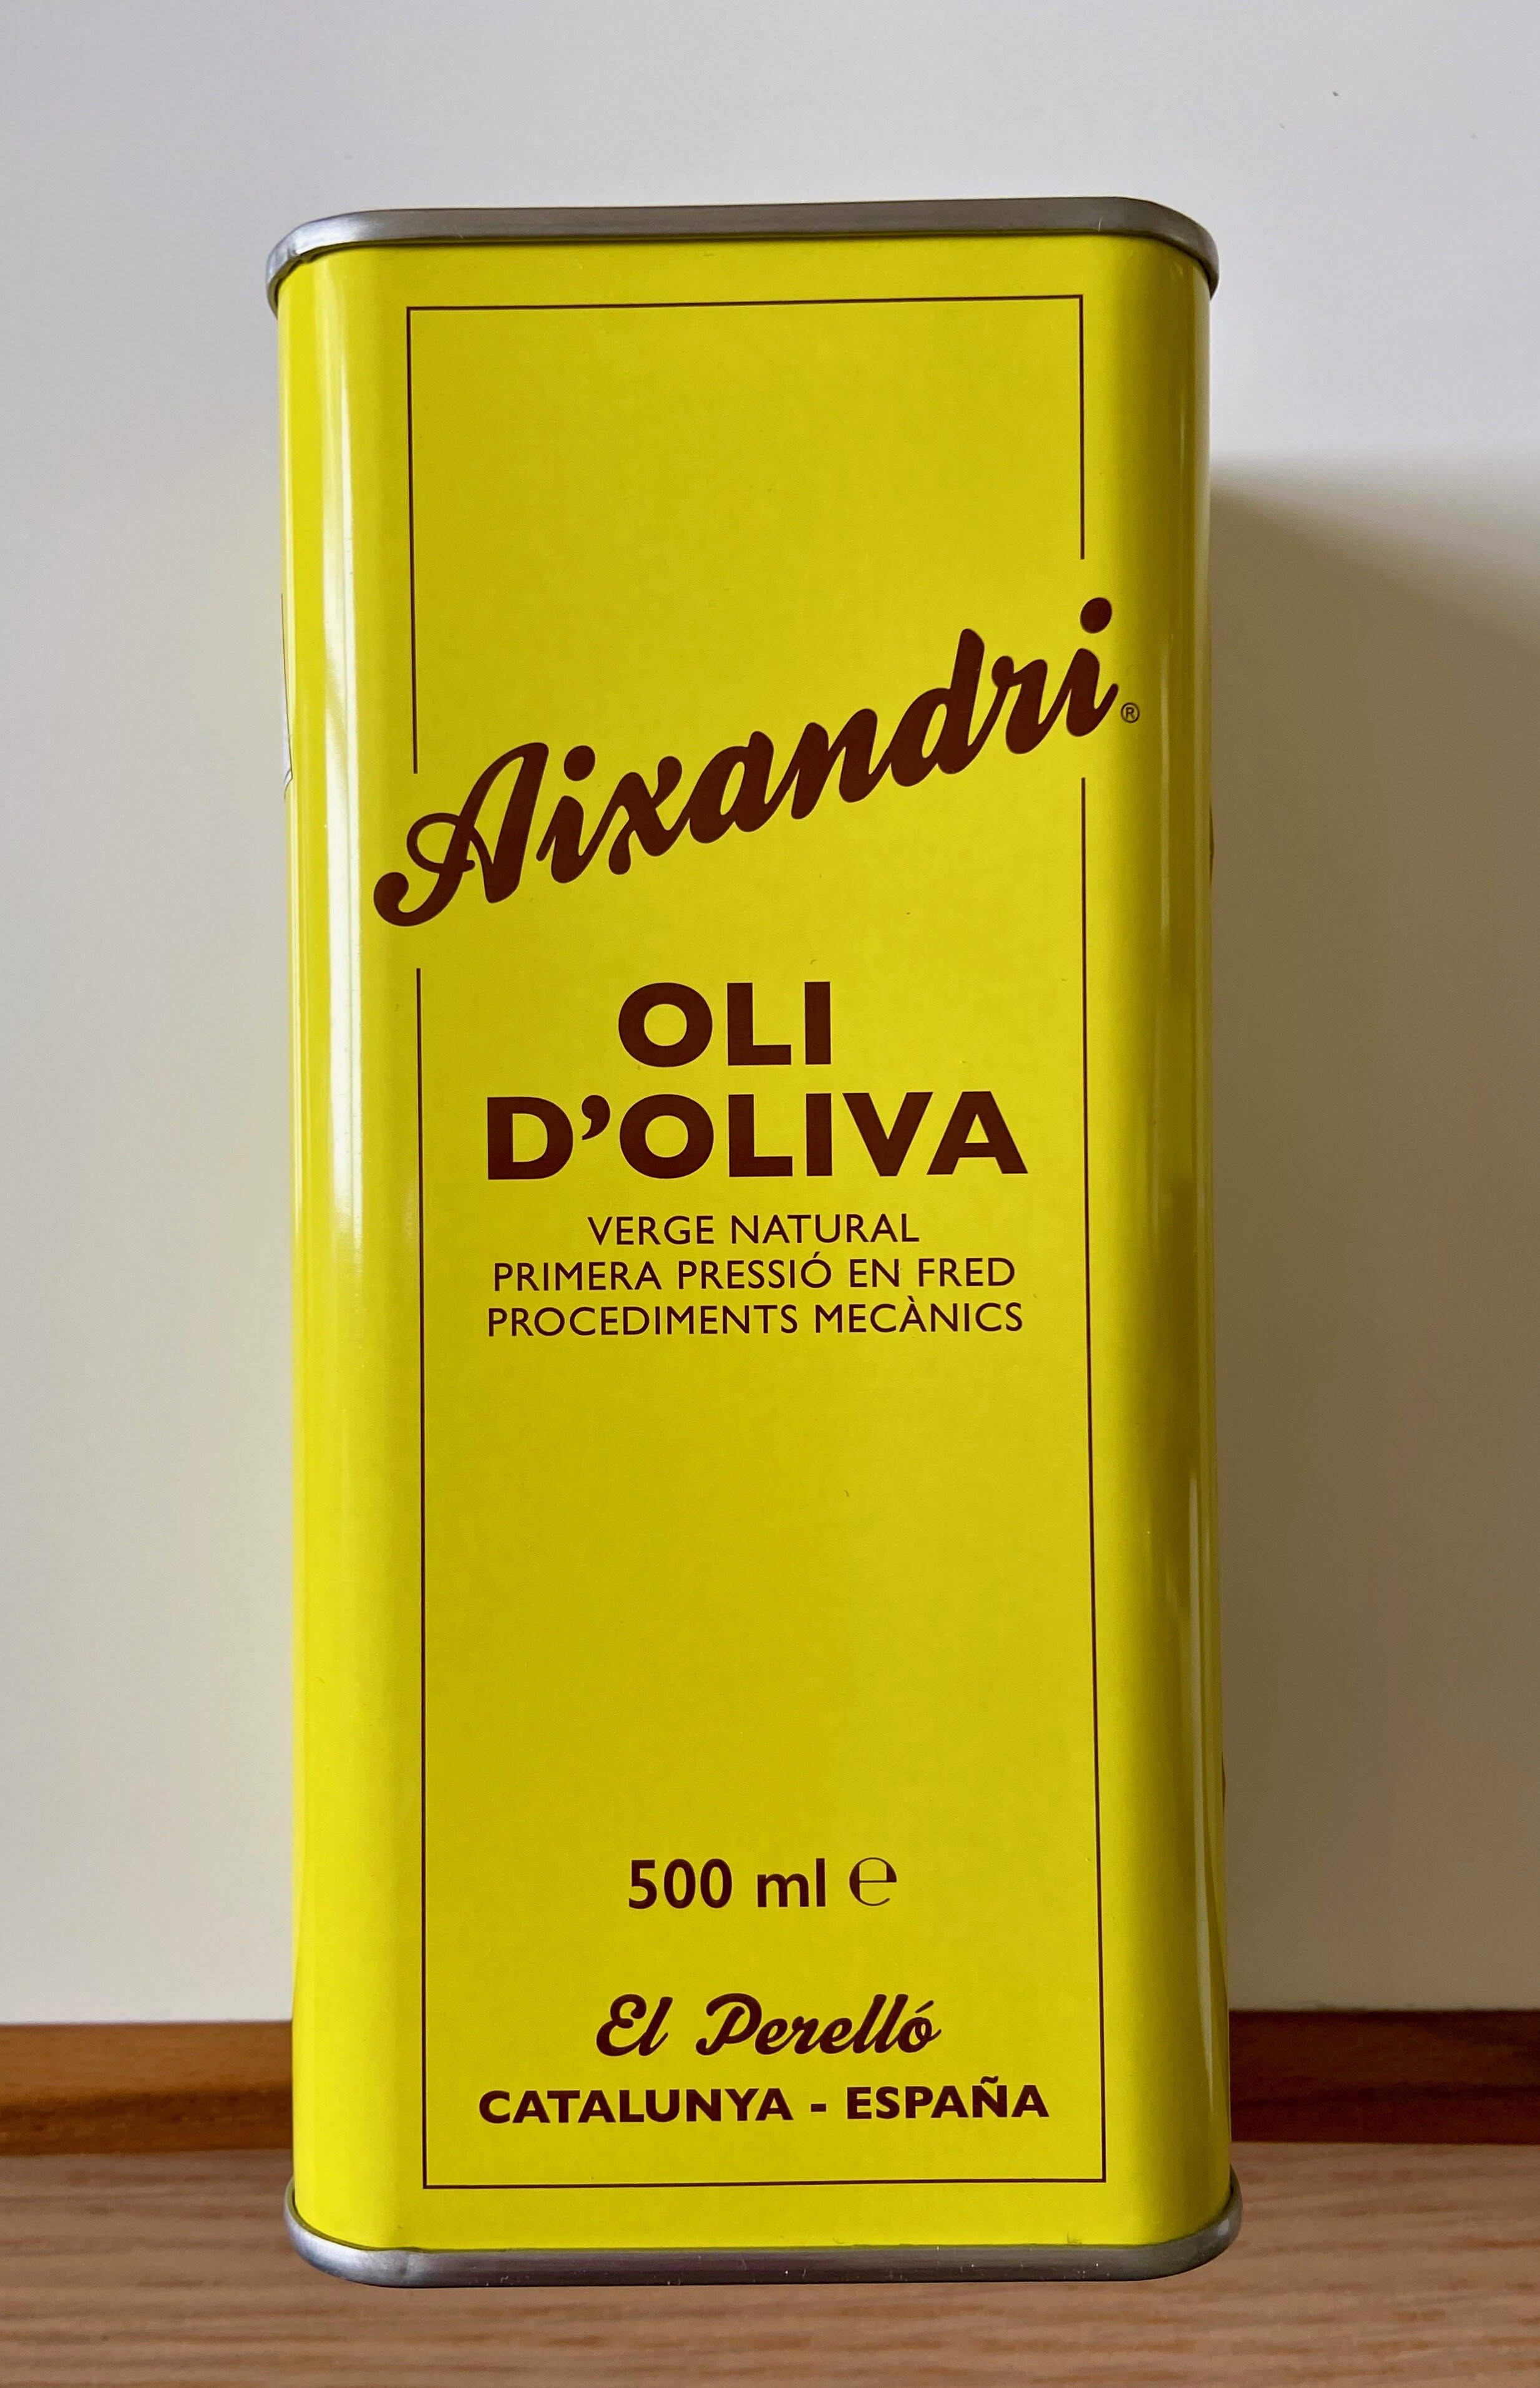 Aixandri®
OLI
D’OLIVA
VERGE NATURAL
PRIMERA PRESSIÓ EN FRED
PROCEDIMENTS MECÀNICS
500 ml ℮
El Perelló
CATALUNYA - ESPAÑA